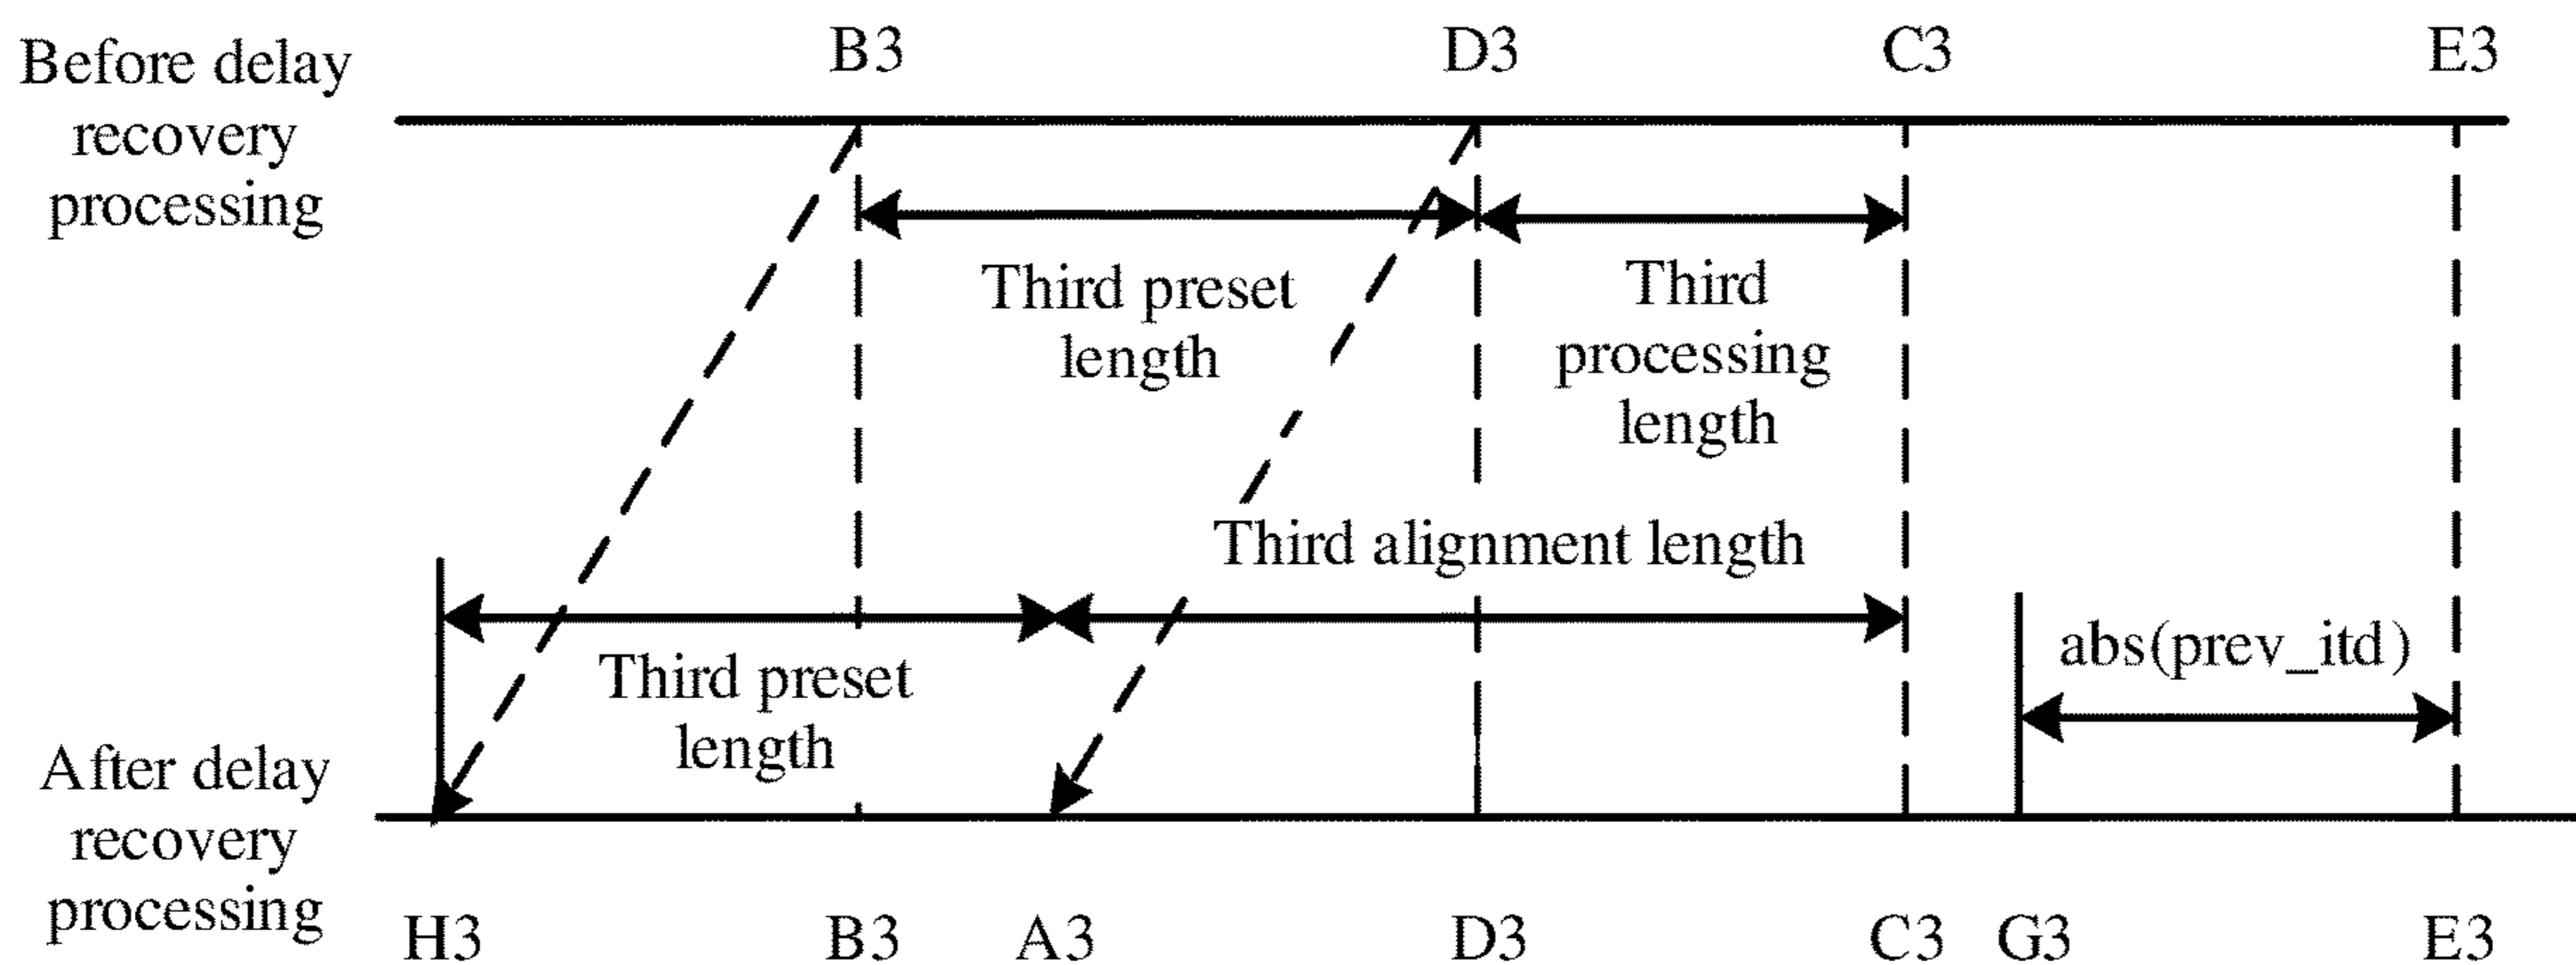 Before delay
recovery
processing
B3
D3
C3
E3
Third preset
length
Third
processing
length
Third alignment length
Third preset
length
abs(prev_itd)
After delay
recovery
processing
H3
B3
A3
D3
C3
G3
E3